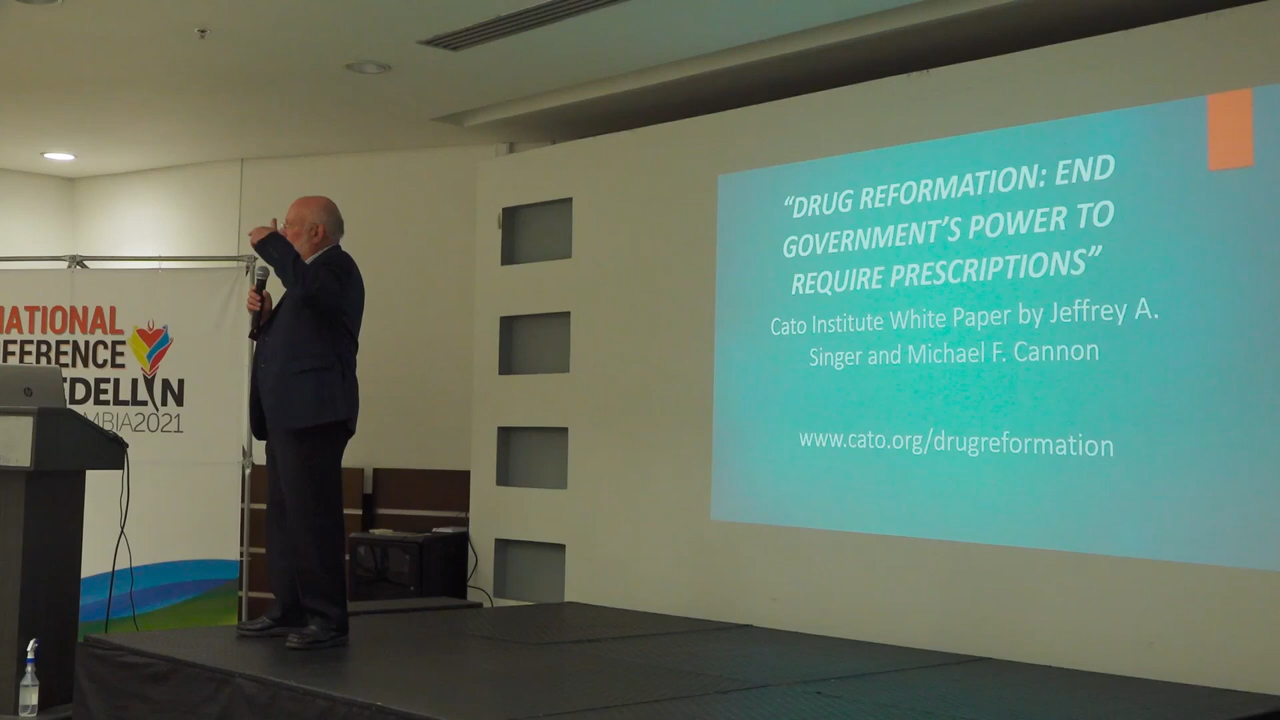 NATIONAL
FERENCE
EDELLIN
MBIA2021
“DRUG REFORMATION: END
GOVERNMENT’S POWER TO
REQUIRE PRESCRIPTIONS”
Cato Institute White Paper by Jeffrey A.
Singer and Michael F. Cannon
www.cato.org/drugreformation